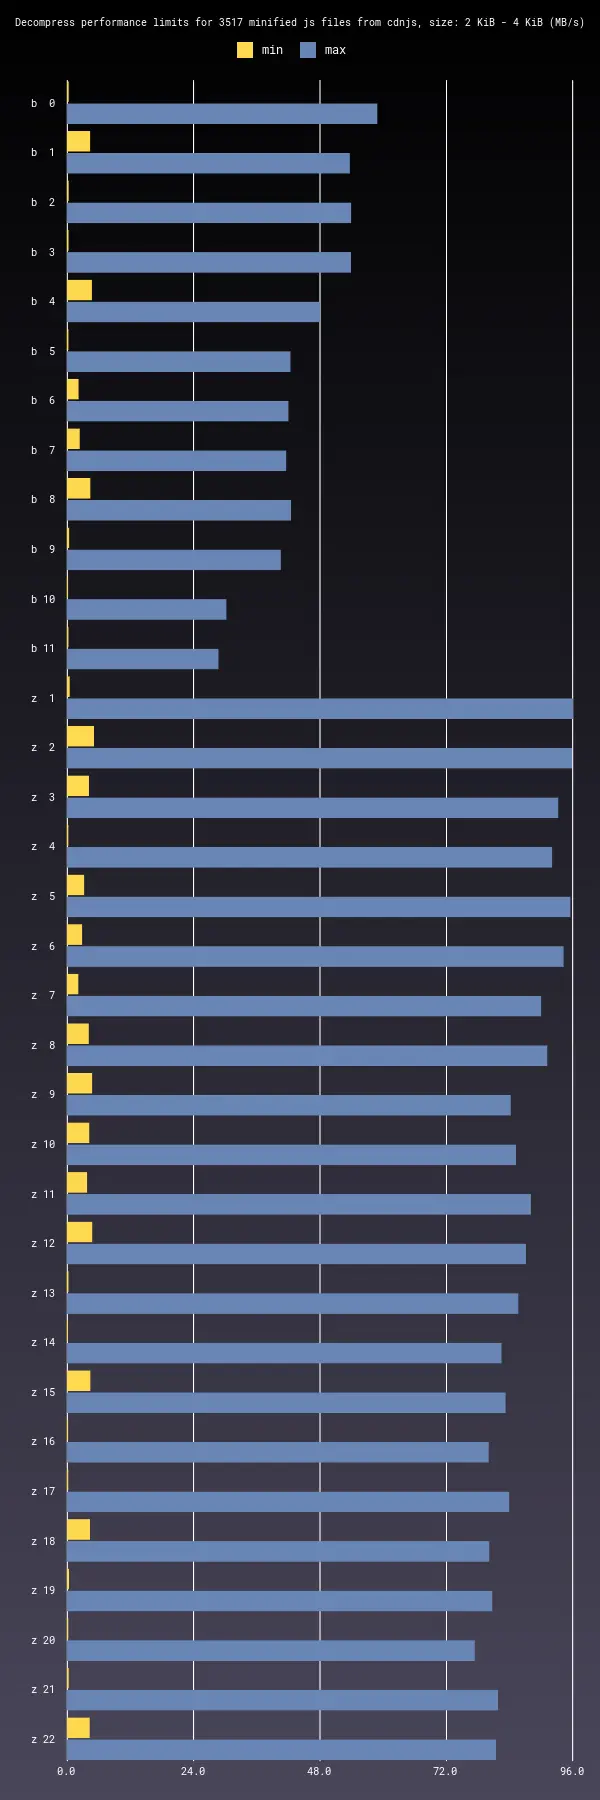 Decompress performance limits for 3517 minified js files from cdnjs, size: 2 KiB - 4 KiB (MB/s)
min max
b 0
b 1
b 2
b 3
b 4
b 5
b 6
b 7
b 8
b 9
b 10
b 11
z 1
z 2
z 3
z 4
z 5
z 6
z 7
z 8
z 9
z 10
z 11
z 12
z 13
z 14
z 15
z 16
z 17
z 18
z 19
z 20
z 21
z 22
0.0 24.0 48.0 72.0 96.0